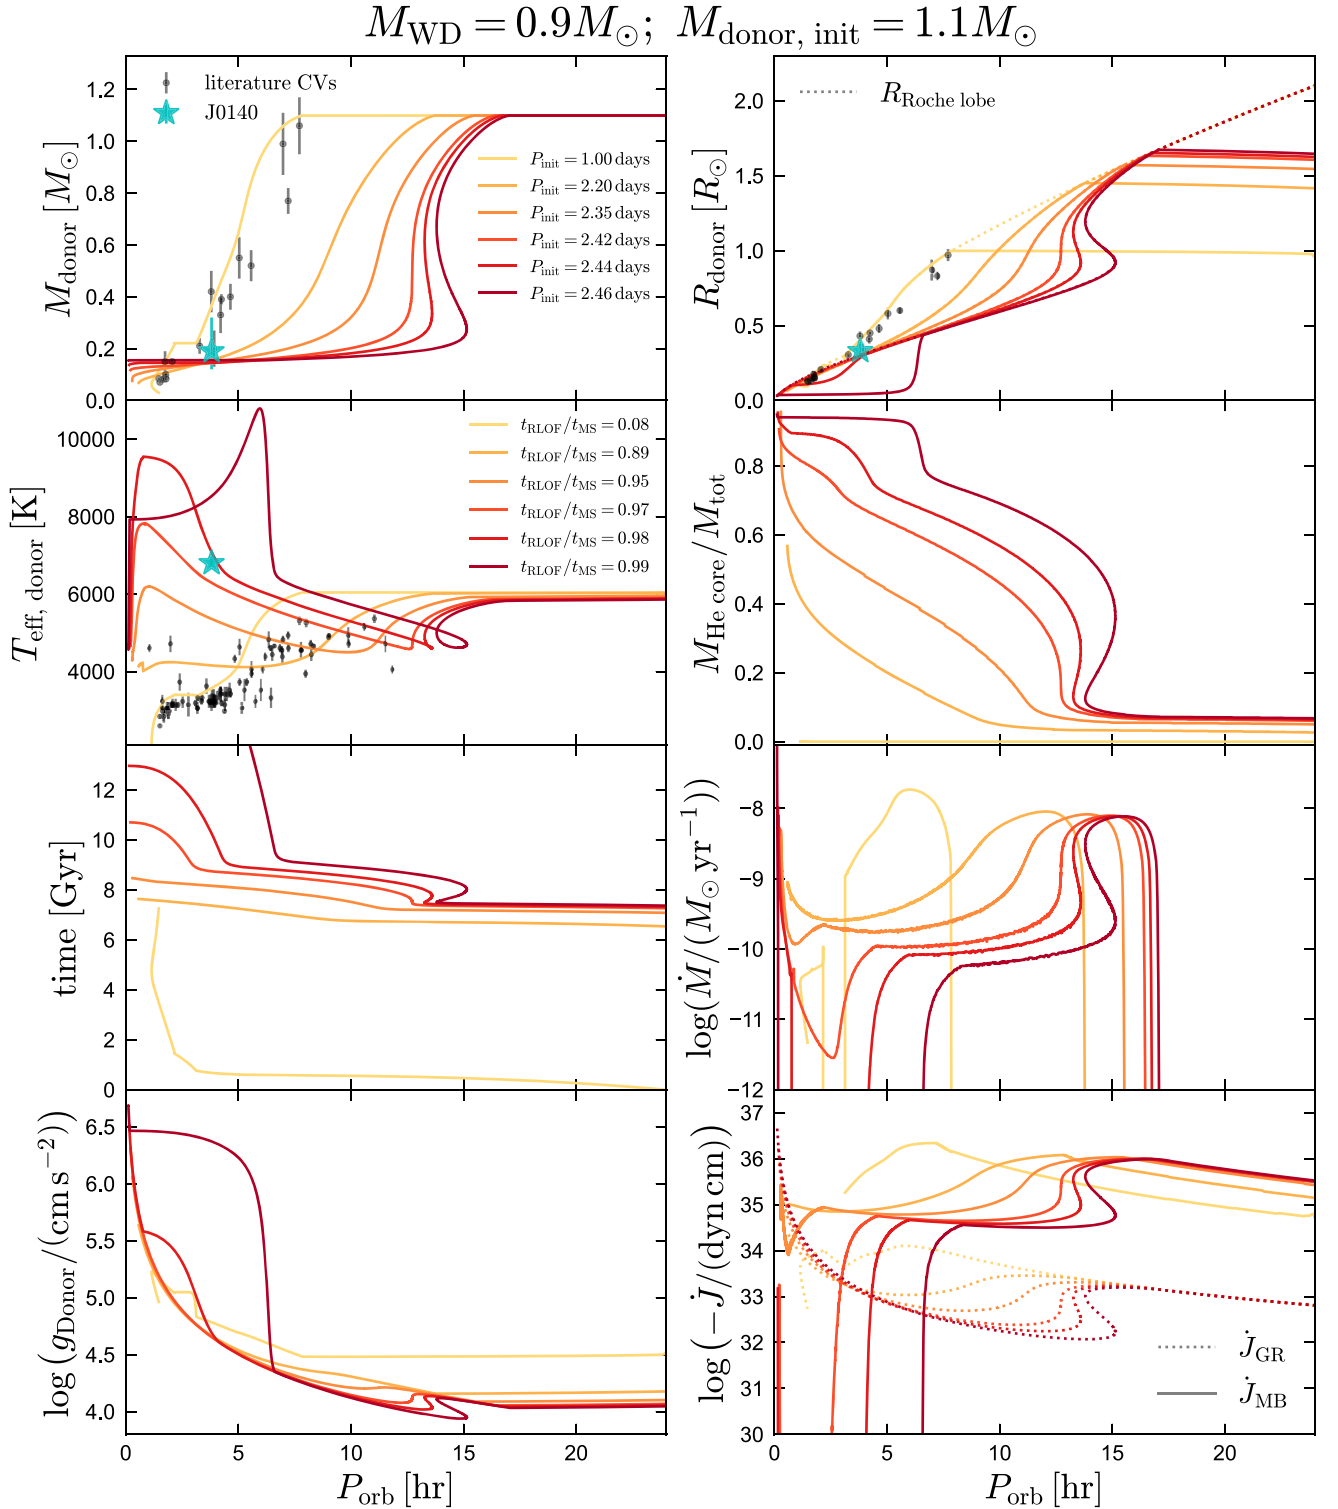 M_WD = 0.9M_⊙; M_donor, init = 1.1M_⊙
literature CVs
J0140
P_init = 1.00 days
P_init = 2.20 days
P_init = 2.35 days
P_init = 2.42 days
P_init = 2.44 days
P_init = 2.46 days
M_donor [M_⊙]
1.2
1.0
0.8
0.6
0.4
0.2
0.0
R_Roche lobe
R_donor [R_⊙]
2.0
1.5
1.0
0.5
0.0
t_RLOF/t_MS = 0.08
t_RLOF/t_MS = 0.89
t_RLOF/t_MS = 0.95
t_RLOF/t_MS = 0.97
t_RLOF/t_MS = 0.98
t_RLOF/t_MS = 0.99
T_eff, donor [K]
10000
8000
6000
4000
M_He core/M_tot
0.8
0.6
0.4
0.2
0.0
time [Gyr]
12
10
8
6
4
2
0
log(Ṁ/(M_⊙ yr⁻¹))
−8
−9
−10
−11
−12
log(g_Donor/(cm s⁻²))
6.5
6.0
5.5
5.0
4.5
4.0
0 5 10 15 20
P_orb [hr]
log(−J̇/(dyn cm))
37
36
35
34
33
32
31
30
J̇_GR
J̇_MB
0 5 10 15 20
P_orb [hr]